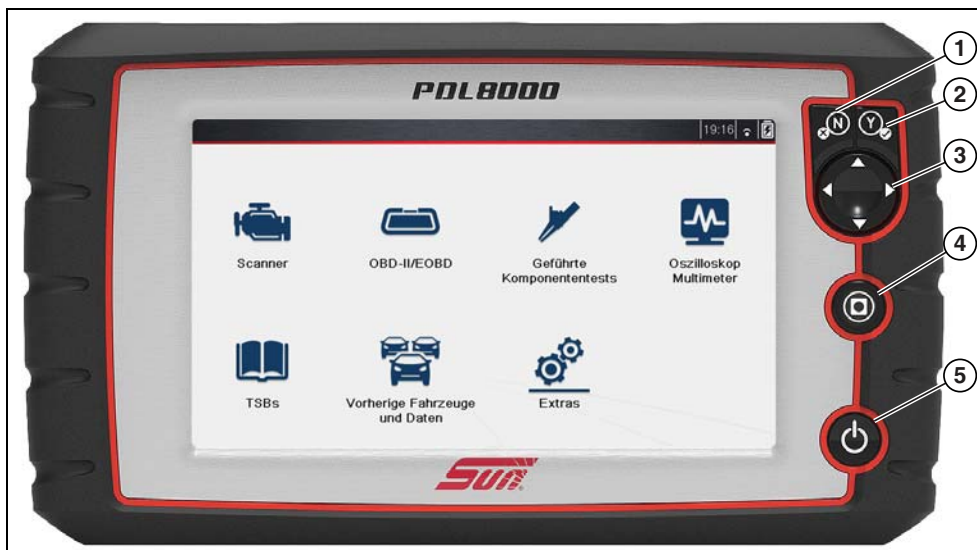 PDL8000
19:16
N
Y
Scanner
OBD-II/EOBD
Geführte
Komponententests
Oszilloskop
Multimeter
TSBs
Vorherige Fahrzeuge
und Daten
Extras
Sun
1
2
3
4
5